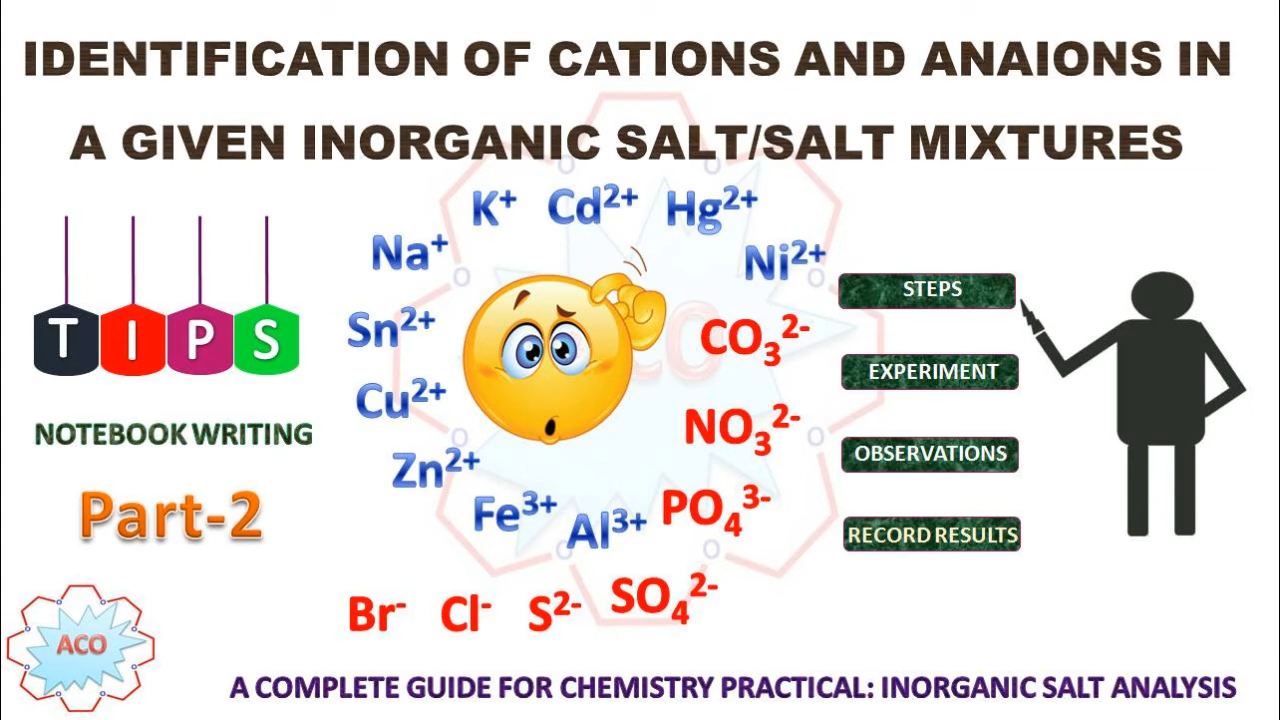 IDENTIFICATION OF CATIONS AND ANAIONS IN
A GIVEN INORGANIC SALT/SALT MIXTURES
K⁺ Cd²⁺ Hg²⁺
Na⁺ Ni²⁺
TIPS
Sn²⁺
Cu²⁺
Zn²⁺
Fe³⁺ Al³⁺
CO₃²⁻
NO₃²⁻
PO₄³⁻
SO₄²⁻
Br⁻ Cl⁻ S²⁻
STEPS
EXPERIMENT
OBSERVATIONS
RECORD RESULTS
NOTEBOOK WRITING
Part-2
ACO
ACO
A COMPLETE GUIDE FOR CHEMISTRY PRACTICAL: INORGANIC SALT ANALYSIS